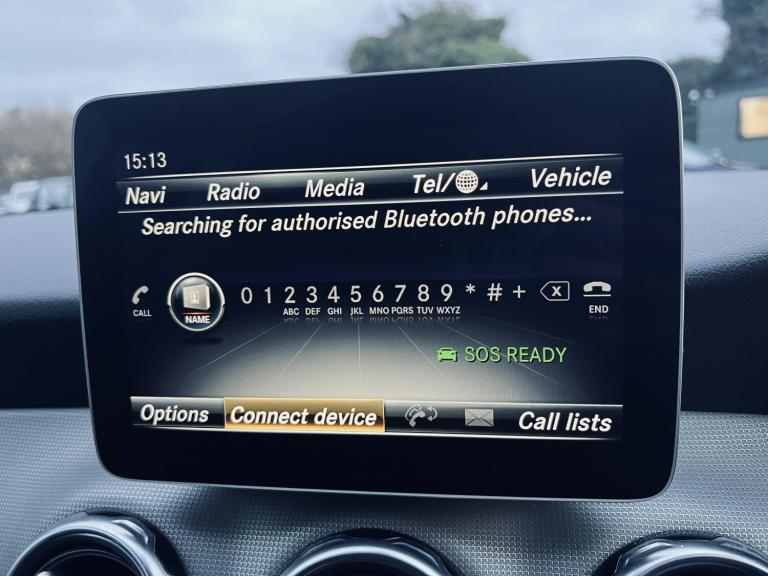 15:13
Navi Radio Media Tel/ Vehicle
Searching for authorised Bluetooth phones...
CALL NAME 0 1 2 3 4 5 6 7 8 9 * # + X END
ABC DEF GHI JKL MNO PQRS TUV WXYZ
SOS READY
Options Connect device Call lists